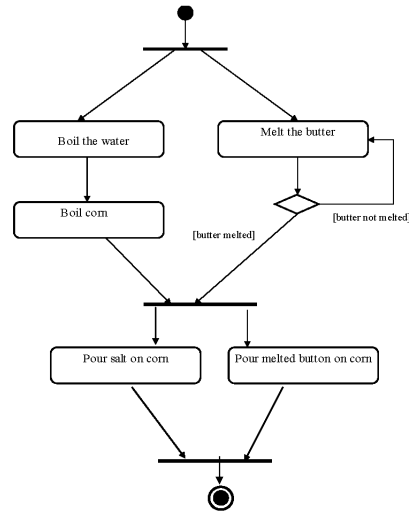 Boil the water
Melt the butter
Boil corn
[butter not melted]
[butter melted]
Pour salt on corn
Pour melted button on corn